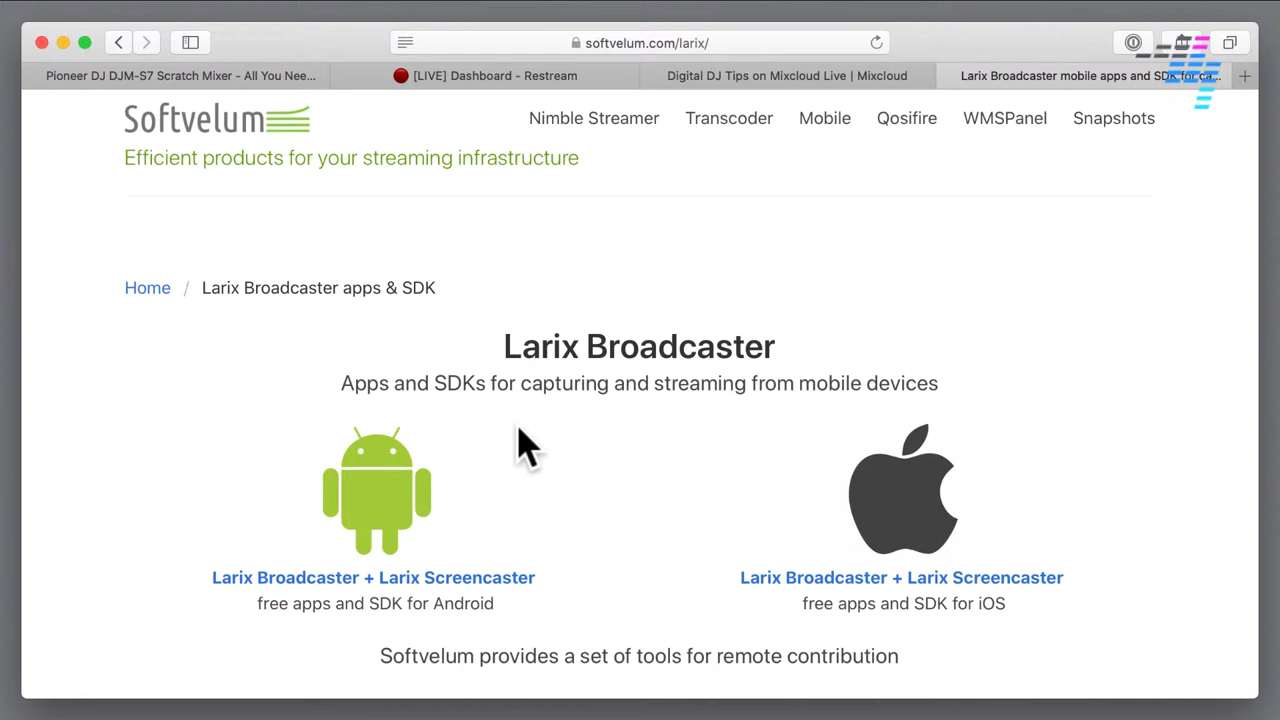 softvelum.com/larix/
Pioneer DJ DJM-S7 Scratch Mixer - All You Nee...
[LIVE] Dashboard - Restream
Digital DJ Tips on Mixcloud Live | Mixcloud
Larix Broadcaster mobile apps and SDK for ca...
Softvelum
Nimble Streamer
Transcoder
Mobile
Qosifire
WMSPanel
Snapshots
Efficient products for your streaming infrastructure
Home / Larix Broadcaster apps & SDK
Larix Broadcaster
Apps and SDKs for capturing and streaming from mobile devices
Larix Broadcaster + Larix Screencaster
free apps and SDK for Android
Larix Broadcaster + Larix Screencaster
free apps and SDK for iOS
Softvelum provides a set of tools for remote contribution